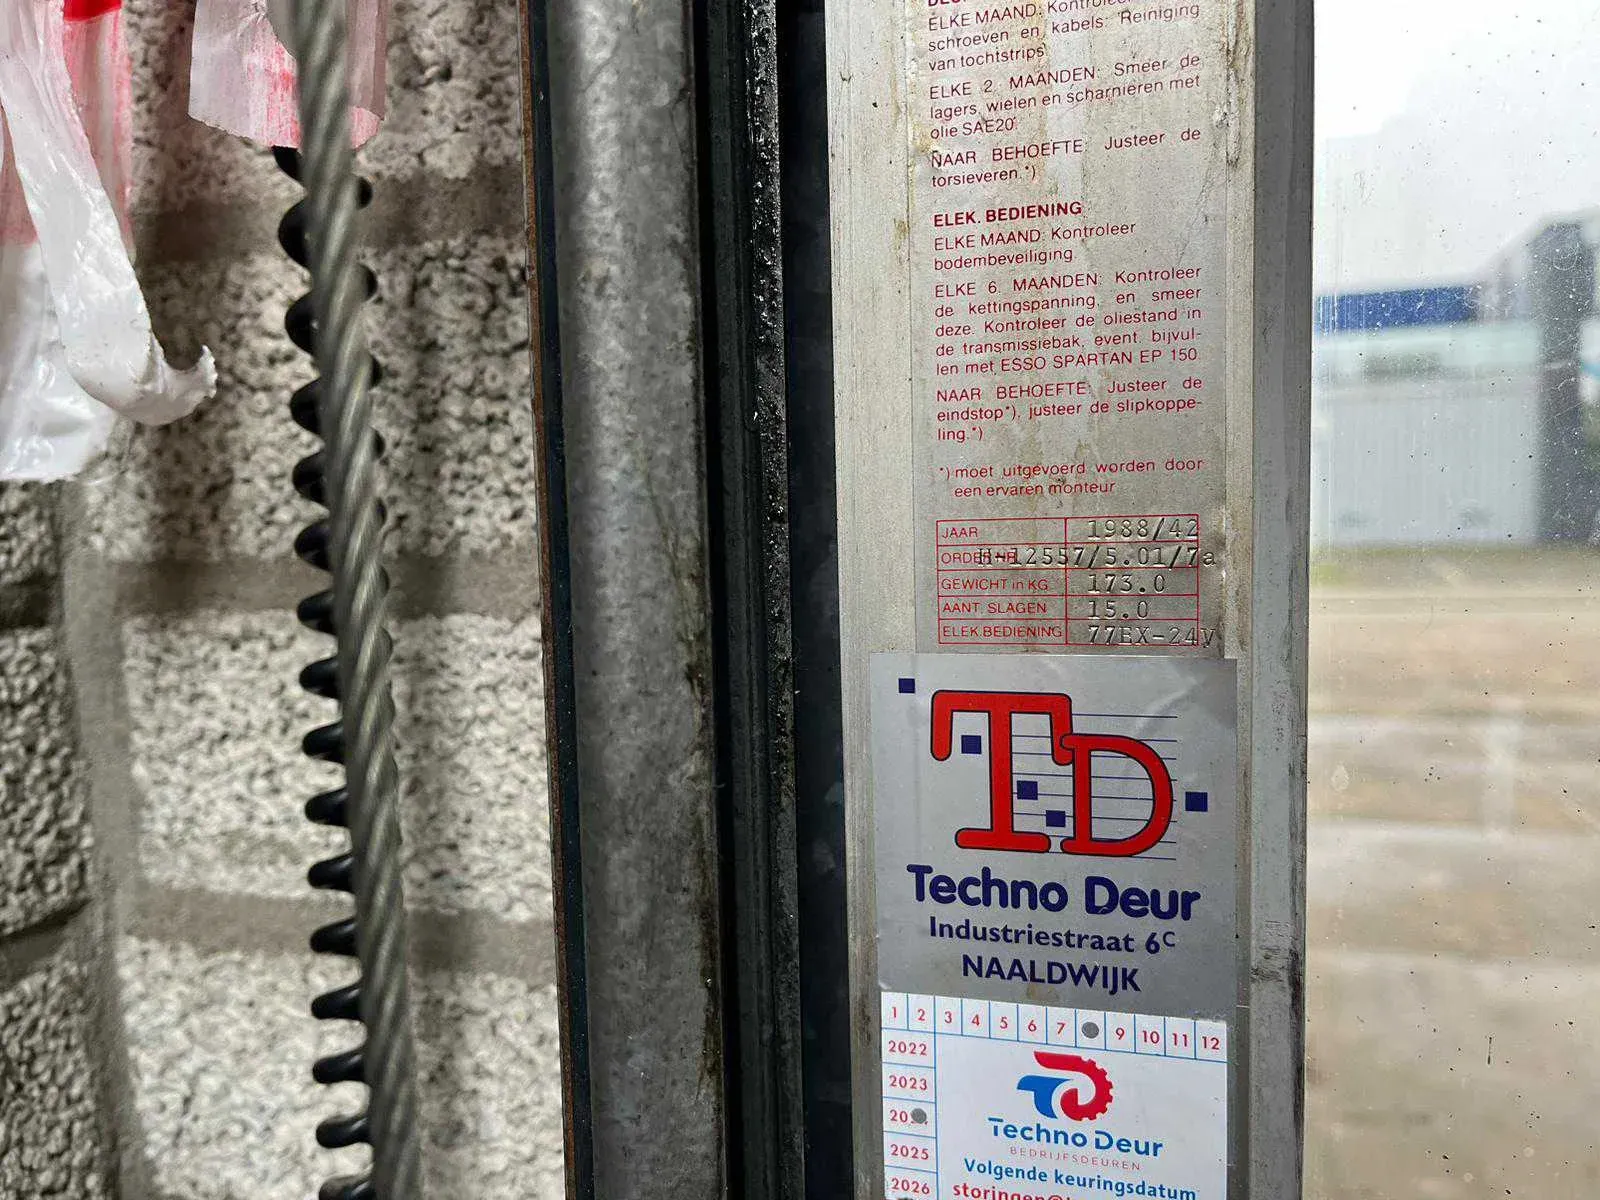 ELKE MAAND: Kontroleer
schroeven en kabels. Reiniging
van tochtstrips.
ELKE 2 MAANDEN: Smeer de
lagers, wielen en scharnieren met
olie SAE20.
NAAR BEHOEFTE: Justeer de
torsieveren.*)
ELEK. BEDIENING
ELKE MAAND: Kontroleer
bodembeveiliging.
ELKE 6 MAANDEN: Kontroleer
de kettingspanning, en smeer
deze. Kontroleer de oliestand in
de transmissiebak, event. bijvul-
len met ESSO SPARTAN EP 150.
NAAR BEHOEFTE: Justeer de
eindstop*), justeer de slipkoppe-
ling.*)
*) moet uitgevoerd worden door
een ervaren monteur
JAAR 1988/42
ORDER NR. H-12557/5.01/7a
GEWICHT in KG 173.0
AANT. SLAGEN 15.0
ELEK.BEDIENING 77EX-24V
TD
Techno Deur
Industriestraat 6C
NAALDWIJK
1 2 3 4 5 6 7 9 10 11 12
2022
2023
20
2025
2026
Techno Deur
BEDRIJFSDEUREN
Volgende keuringsdatum